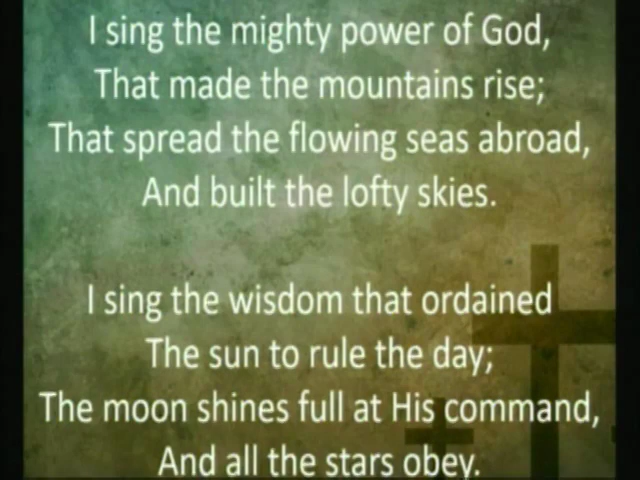 I sing the mighty power of God,
That made the mountains rise;
That spread the flowing seas abroad,
And built the lofty skies.
I sing the wisdom that ordained
The sun to rule the day;
The moon shines full at His command,
And all the stars obey.